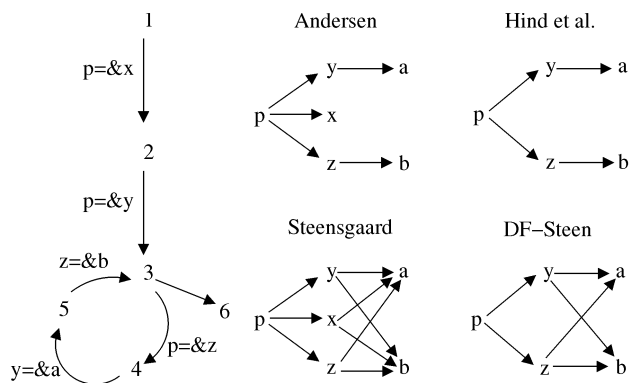 1
p=&x
2
p=&y
z=&b
3
5
6
p=&z
y=&a
4
Andersen
y a
p x
z b
Hind et al.
y a
p
z b
Steensgaard
y a
p x
z b
DF−Steen
y a
p
z b